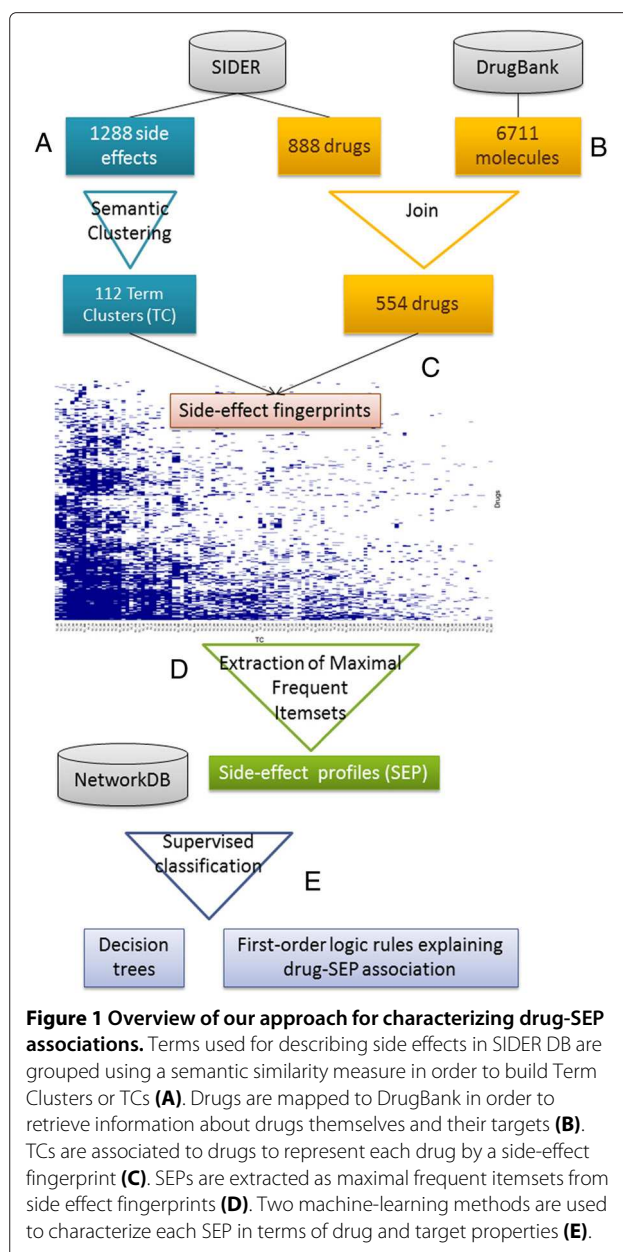 SIDER
DrugBank
A
1288 side
effects
888 drugs
6711
molecules
B
Semantic
Clustering
Join
112 Term
Clusters (TC)
554 drugs
C
Side-effect fingerprints
Drugs
TC
D
Extraction of Maximal
Frequent
Itemsets
NetworkDB
Side-effect profiles (SEP)
Supervised
classification
E
Decision
trees
First-order logic rules explaining
drug-SEP association
Figure 1 Overview of our approach for characterizing drug-SEP
associations. Terms used for describing side effects in SIDER DB are
grouped using a semantic similarity measure in order to build Term
Clusters or TCs (A). Drugs are mapped to DrugBank in order to
retrieve information about drugs themselves and their targets (B).
TCs are associated to drugs to represent each drug by a side-effect
fingerprint (C). SEPs are extracted as maximal frequent itemsets from
side effect fingerprints (D). Two machine-learning methods are used
to characterize each SEP in terms of drug and target properties (E).